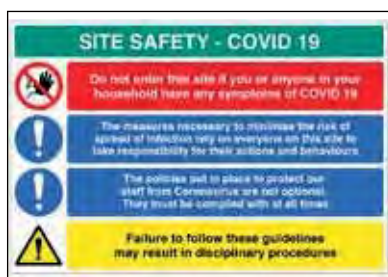 SITE SAFETY - COVID 19
Do not enter this site if you or anyone in your
household have any symptoms of COVID 19
The measures necessary to minimise the risk of
spread of infection rely on everyone on this site to
take responsibility for their actions and behaviours
The policies put in place to protect our
staff from Coronavirus are not optional.
They must be complied with at all times
Failure to follow these guidelines
may result in disciplinary procedures